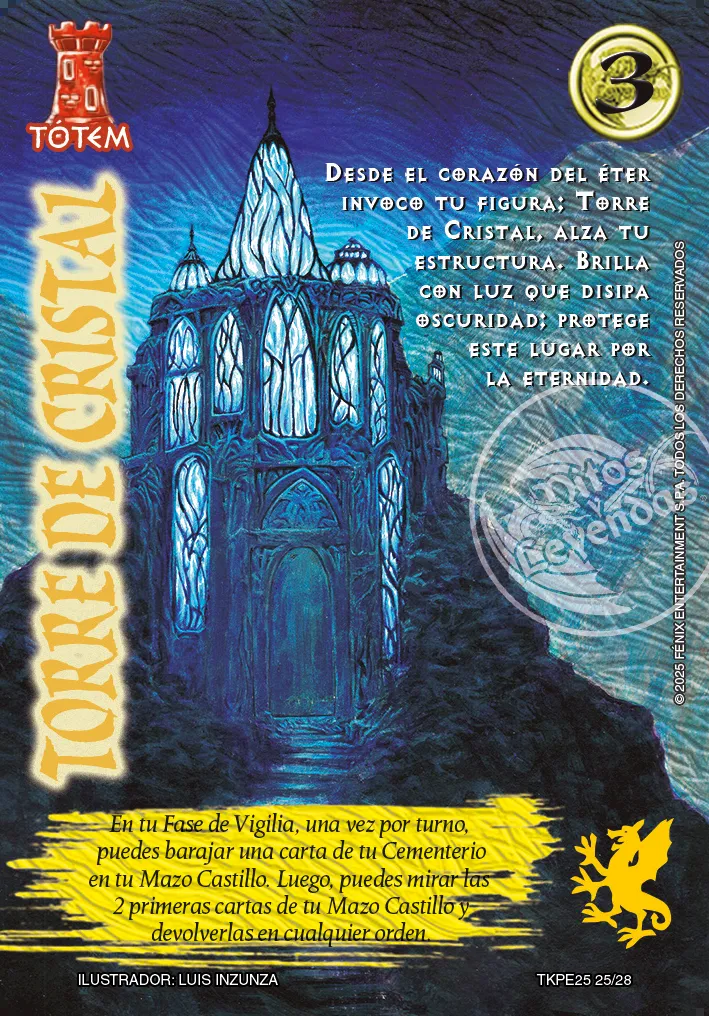 TÓTEM
3
TORRE DE CRISTAL
Desde el corazón del éter
invoco tu figura; Torre
de Cristal, alza tu
estructura. Brilla
con luz que disipa
oscuridad; protege
este lugar por
la eternidad.
Mitos
y
Leyendas
© 2025 FÉNIX ENTERTAINMENT S.P.A. TODOS LOS DERECHOS RESERVADOS
En tu Fase de Vigilia, una vez por turno,
puedes barajar una carta de tu Cementerio
en tu Mazo Castillo. Luego, puedes mirar las
2 primeras cartas de tu Mazo Castillo y
devolverlas en cualquier orden.
ILUSTRADOR: LUIS INZUNZA
TKPE25 25/28